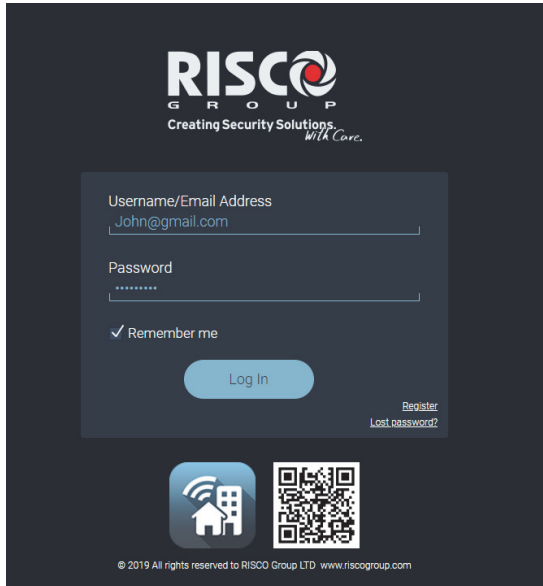 RISCO
GROUP
Creating Security Solutions.
With Care.
Username/Email Address
John@gmail.com
Password
•••••••••
Remember me
Log In
Register
Lost password?
© 2019 All rights reserved to RISCO Group LTD www.riscogroup.com